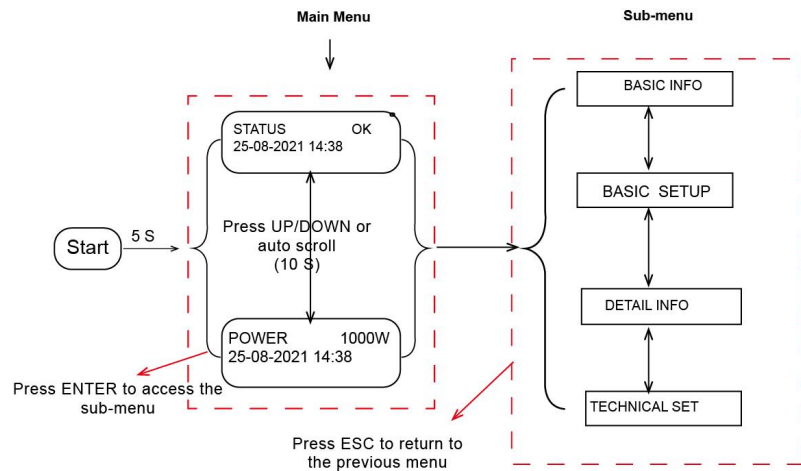 Main Menu
Sub-menu
STATUS OK
25-08-2021 14:38
Start
5 S
Press UP/DOWN or
auto scroll
(10 S)
POWER 1000W
25-08-2021 14:38
Press ENTER to access the
sub-menu
BASIC INFO
BASIC SETUP
DETAIL INFO
TECHNICAL SET
Press ESC to return to
the previous menu